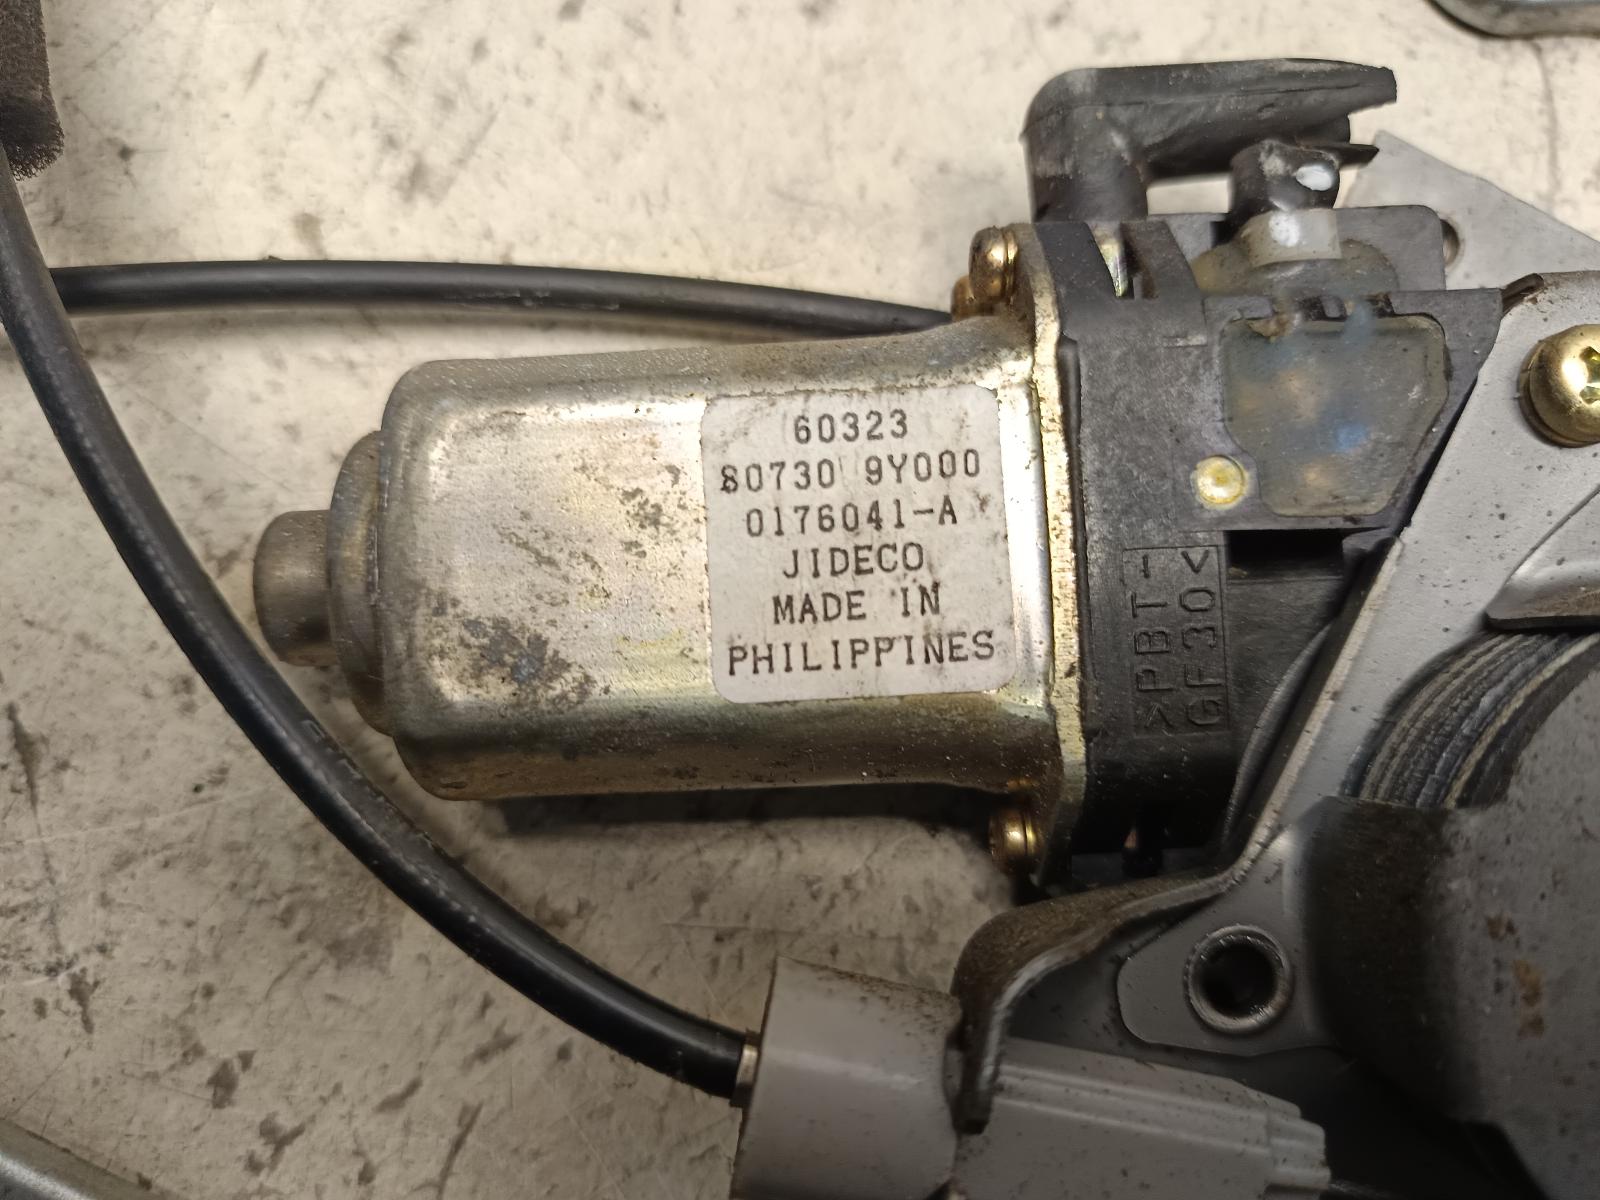 60323
80730 9Y000
0176041-A
JIDECO
MADE IN
PHILIPPINES
>PBT-
GF30<